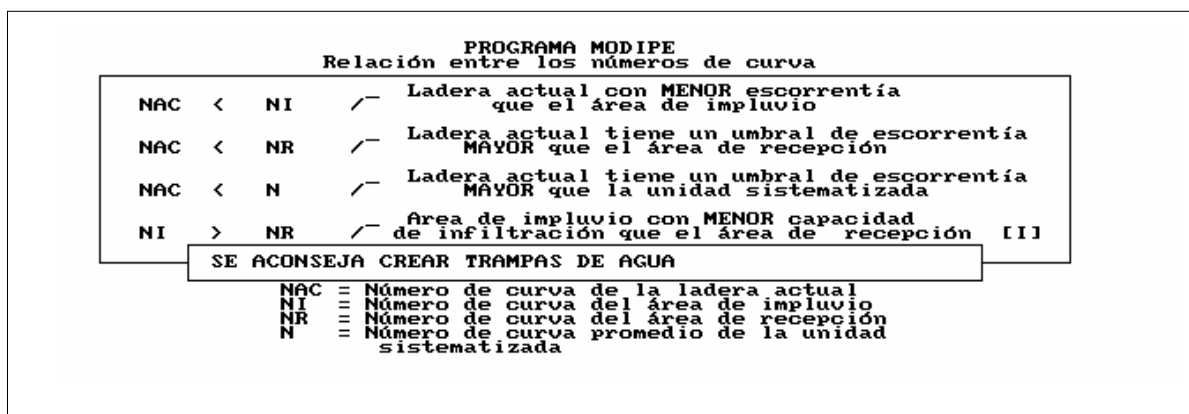 PROGRAMA MODIPE
Relación entre los números de curva
NAC < NI /¯ Ladera actual con MENOR escorrentía
que el área de impluvio
NAC < NR /¯ Ladera actual tiene un umbral de escorrentía
MAYOR que el área de recepción
NAC < N /¯ Ladera actual tiene un umbral de escorrentía
MAYOR que la unidad sistematizada
NI > NR /¯ Area de impluvio con MENOR capacidad
de infiltración que el área de recepción [I]
SE ACONSEJA CREAR TRAMPAS DE AGUA
NAC = Número de curva de la ladera actual
NI = Número de curva del área de impluvio
NR = Número de curva del área de recepción
N = Número de curva promedio de la unidad
sistematizada